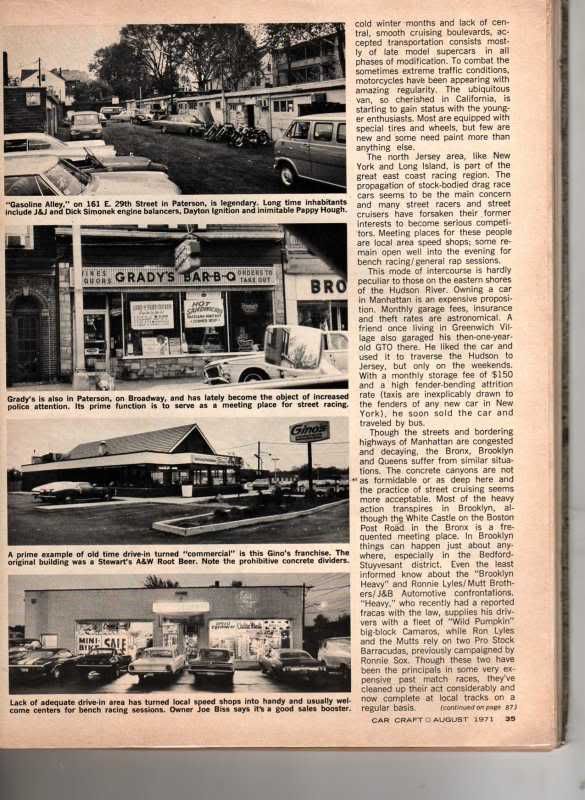 "Gasoline Alley," on 161 E. 29th Street in Paterson, is legendary. Long time inhabitants
include J&J and Dick Simonek engine balancers, Dayton Ignition and inimitable Pappy Hough.
GRADY'S BAR-B-Q
ORDERS TO
TAKE OUT
HOT
SANDWICHES
BRO
Grady's is also in Paterson, on Broadway, and has lately become the object of increased
police attention. Its prime function is to serve as a meeting place for street racing.
Gino's
A prime example of old time drive-in turned "commercial" is this Gino's franchise. The
original building was a Stewart's A&W Root Beer. Note the prohibitive concrete dividers.
MINI-
BIKE
SALE
Lack of adequate drive-in area has turned local speed shops into handy and usually wel-
come centers for bench racing sessions. Owner Joe Biss says it's a good sales booster.
cold winter months and lack of cen-
tral, smooth cruising boulevards, ac-
cepted transportation consists most-
ly of late model supercars in all
phases of modification. To combat the
sometimes extreme traffic conditions,
motorcycles have been appearing with
amazing regularity. The ubiquitous
van, so cherished in California, is
starting to gain status with the young-
er enthusiasts. Most are equipped with
special tires and wheels, but few are
new and some need paint more than
anything else.
The north Jersey area, like New
York and Long Island, is part of the
great east coast racing region. The
propagation of stock-bodied drag race
cars seems to be the main concern
and many street racers and street
cruisers have forsaken their former
interests to become serious competi-
tors. Meeting places for these people
are local area speed shops; some re-
main open well into the evening for
bench racing/general rap sessions.
This mode of intercourse is hardly
peculiar to those on the eastern shores
of the Hudson River. Owning a car
in Manhattan is an expensive proposi-
tion. Monthly garage fees, insurance
and theft rates are astronomical. A
friend once living in Greenwich Vil-
lage also garaged his then-one-year-
old GTO there. He liked the car and
used it to traverse the Hudson to
Jersey, but only on the weekends.
With a monthly storage fee of $150
and a high fender-bending attrition
rate (taxis are inexplicably drawn to
the fenders of any new car in New
York), he soon sold the car and
traveled by bus.
Though the streets and bordering
highways of Manhattan are congested
and decaying, the Bronx, Brooklyn
and Queens suffer from similar situa-
tions. The concrete canyons are not
as formidable or as deep here and
the practice of street cruising seems
more acceptable. Most of the heavy
action transpires in Brooklyn, al-
though the White Castle on the Boston
Post Road in the Bronx is a fre-
quented meeting place. In Brooklyn
things can happen just about any-
where, especially in the Bedford-
Stuyvesant district. Even the least
informed know about the "Brooklyn
Heavy" and Ronnie Lyles/Mutt Broth-
ers/J&B Automotive confrontations.
"Heavy," who recently had a reported
fracas with the law, supplies his driv-
ers with a fleet of "Wild Pumpkin"
big-block Camaros, while Ron Lyles
and the Mutts rely on two Pro Stock
Barracudas, previously campaigned by
Ronnie Sox. Though these two have
been the principals in some very ex-
pensive past match races, they've
cleaned up their act considerably and
now complete at local tracks on a
regular basis. (continued on page 87)
CAR CRAFT □ AUGUST 1971 35